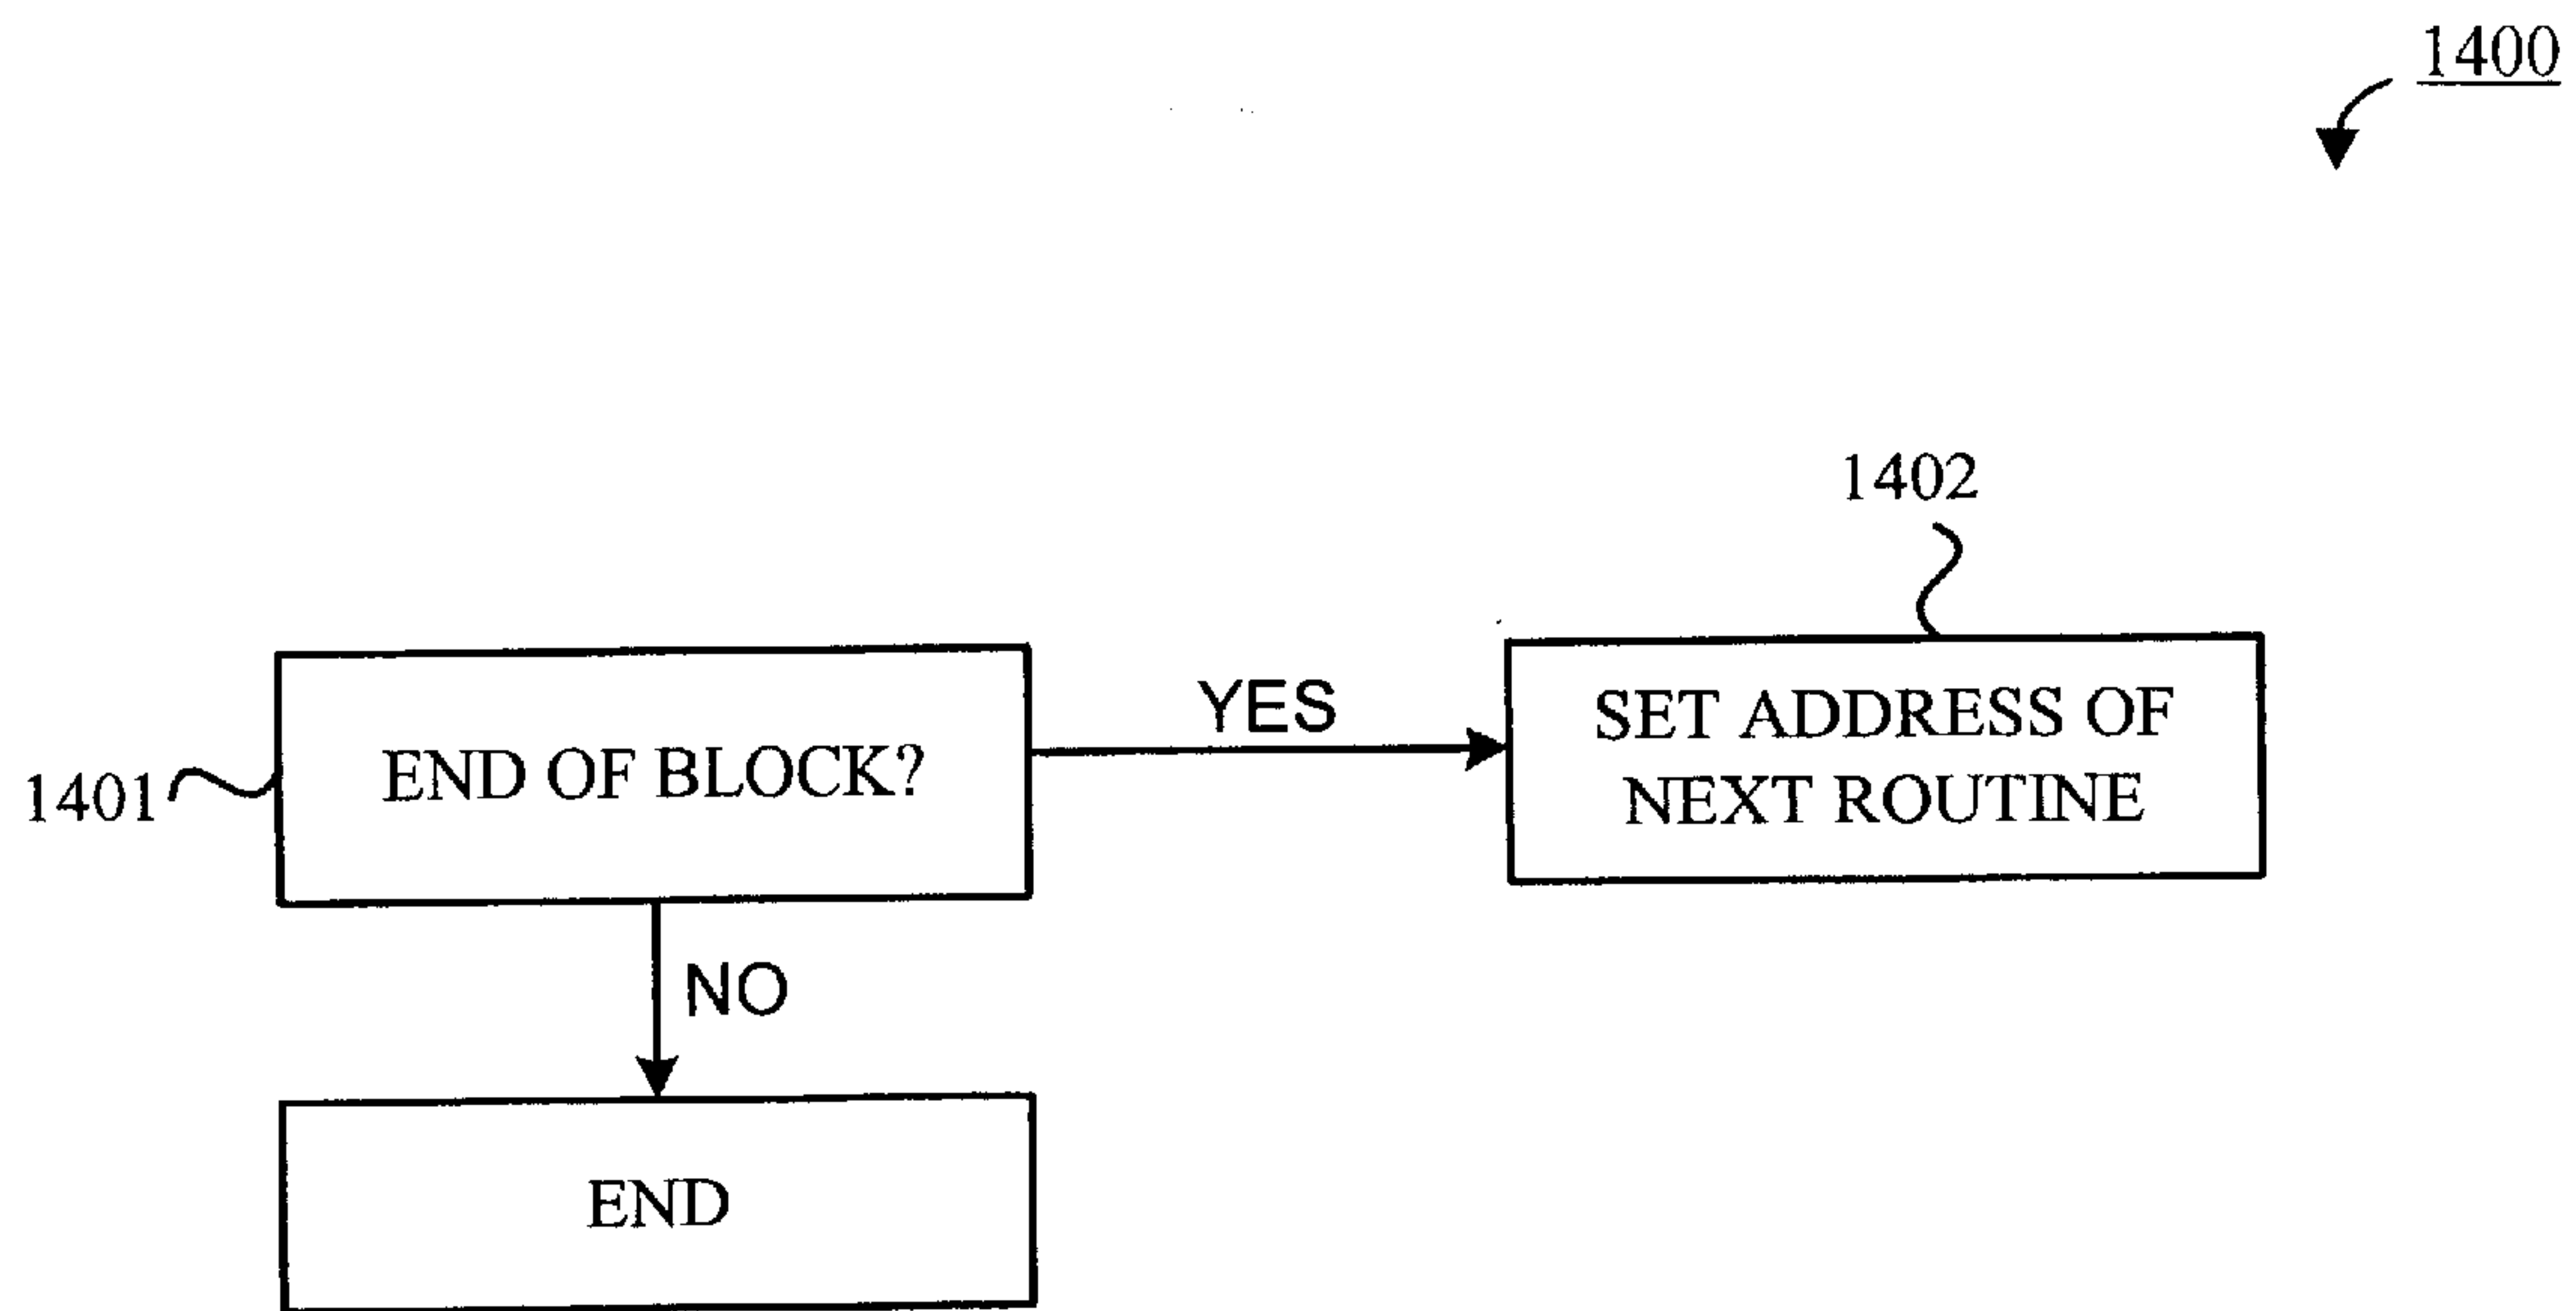 1400
1402
YES
SET ADDRESS OF
NEXT ROUTINE
1401
END OF BLOCK?
NO
END